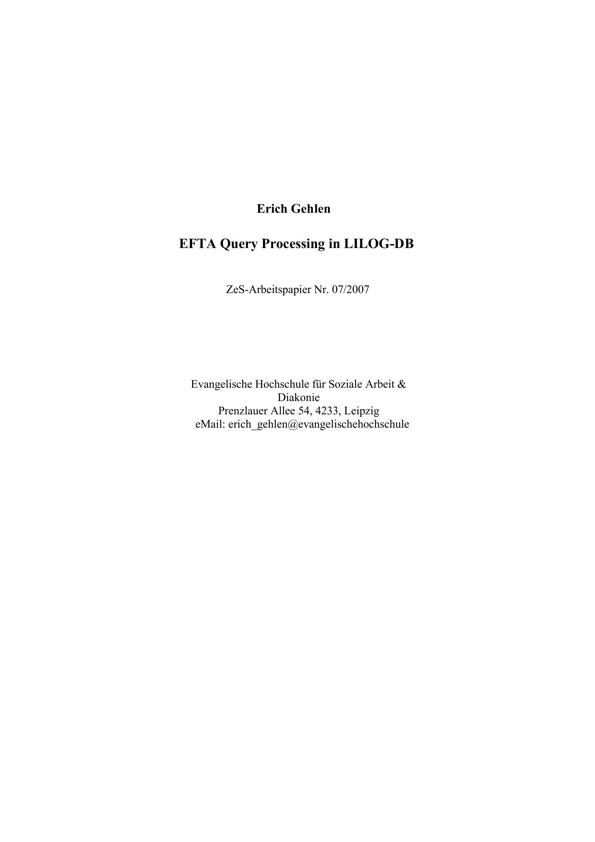 Erich Gehlen
EFTA Query Processing in LILOG-DB
ZeS-Arbeitspapier Nr. 07/2007
Evangelische Hochschule für Soziale Arbeit &
Diakonie
Prenzlauer Allee 54, 4233, Leipzig
eMail: erich_gehlen@evangelischehochschule